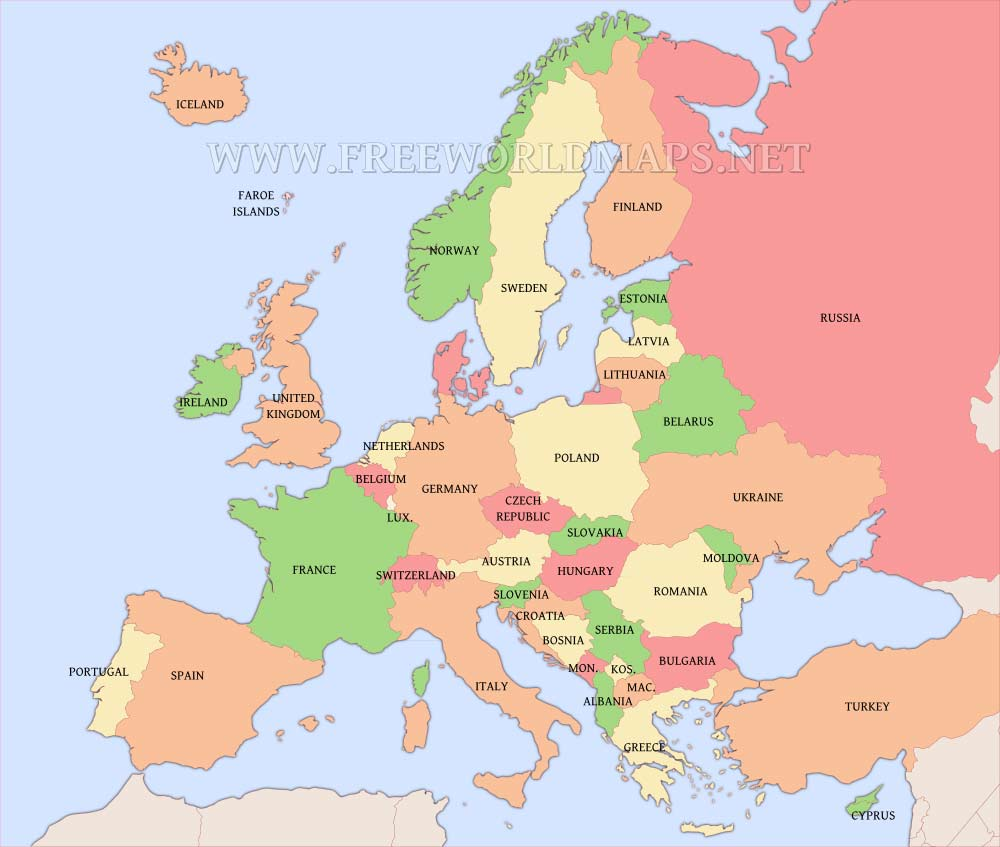 ICELAND
WWW.FREEWORLDMAPS.NET
FAROE
ISLANDS
FINLAND
NORWAY
SWEDEN
ESTONIA
RUSSIA
LATVIA
LITHUANIA
IRELAND
UNITED
KINGDOM
BELARUS
NETHERLANDS
POLAND
BELGIUM
GERMANY
UKRAINE
CZECH
REPUBLIC
LUX.
SLOVAKIA
MOLDOVA
AUSTRIA
FRANCE
SWITZERLAND
HUNGARY
ROMANIA
SLOVENIA
CROATIA
SERBIA
BOSNIA
BULGARIA
MON.
KOS.
PORTUGAL
SPAIN
ITALY
MAC.
ALBANIA
TURKEY
GREECE
CYPRUS